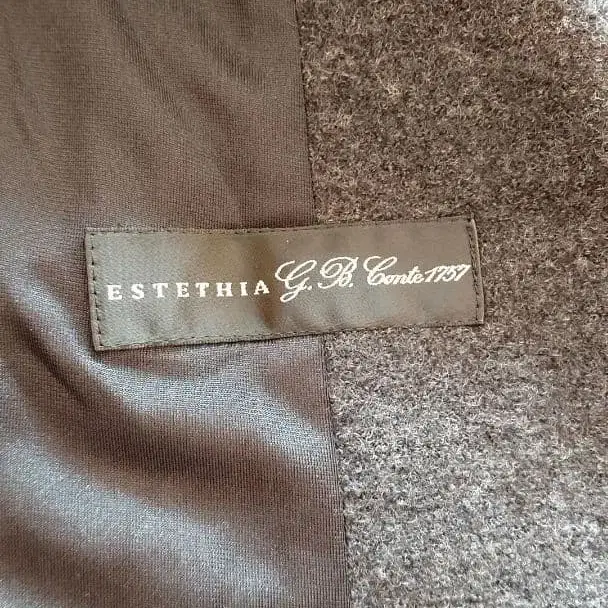 ESTETHIA G. B. Conte 1757